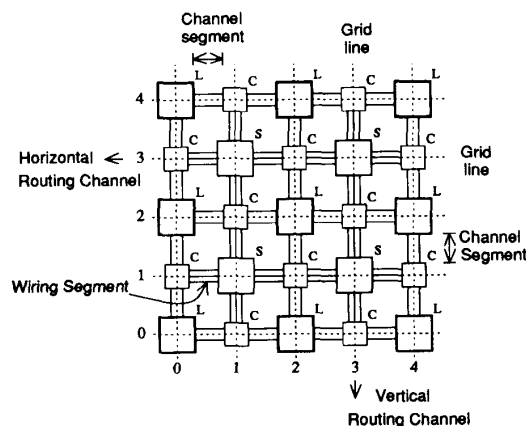 Channel
segment
Grid
line
L C L C L
4
C S C S C
Horizontal
Routing Channel
3
Grid
line
L C L C L
2
Channel
Segment
C S C S C
1
Wiring Segment
L C L C L
0
0 1 2 3 4
Vertical
Routing Channel